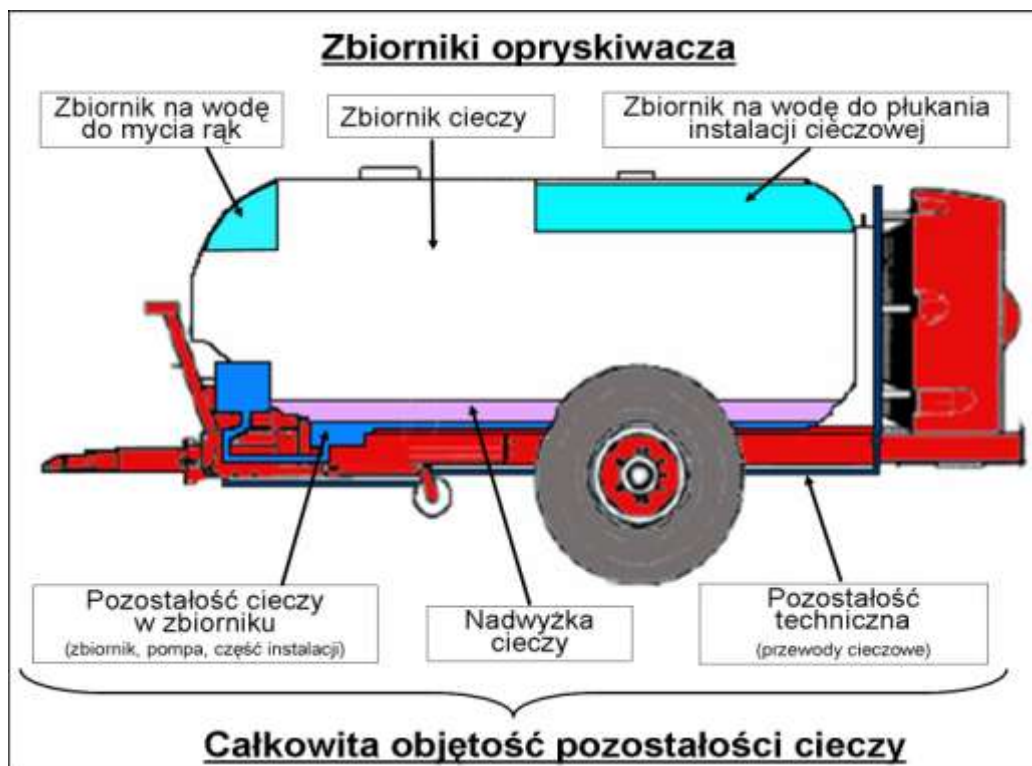 Zbiorniki opryskiwacza
Zbiornik na wodę
do mycia rąk
Zbiornik cieczy
Zbiornik na wodę do płukania
instalacji cieczowej
Pozostałość cieczy
w zbiorniku
(zbiornik, pompa, część instalacji)
Nadwyżka
cieczy
Pozostałość
techniczna
(przewody cieczowe)
Całkowita objętość pozostałości cieczy